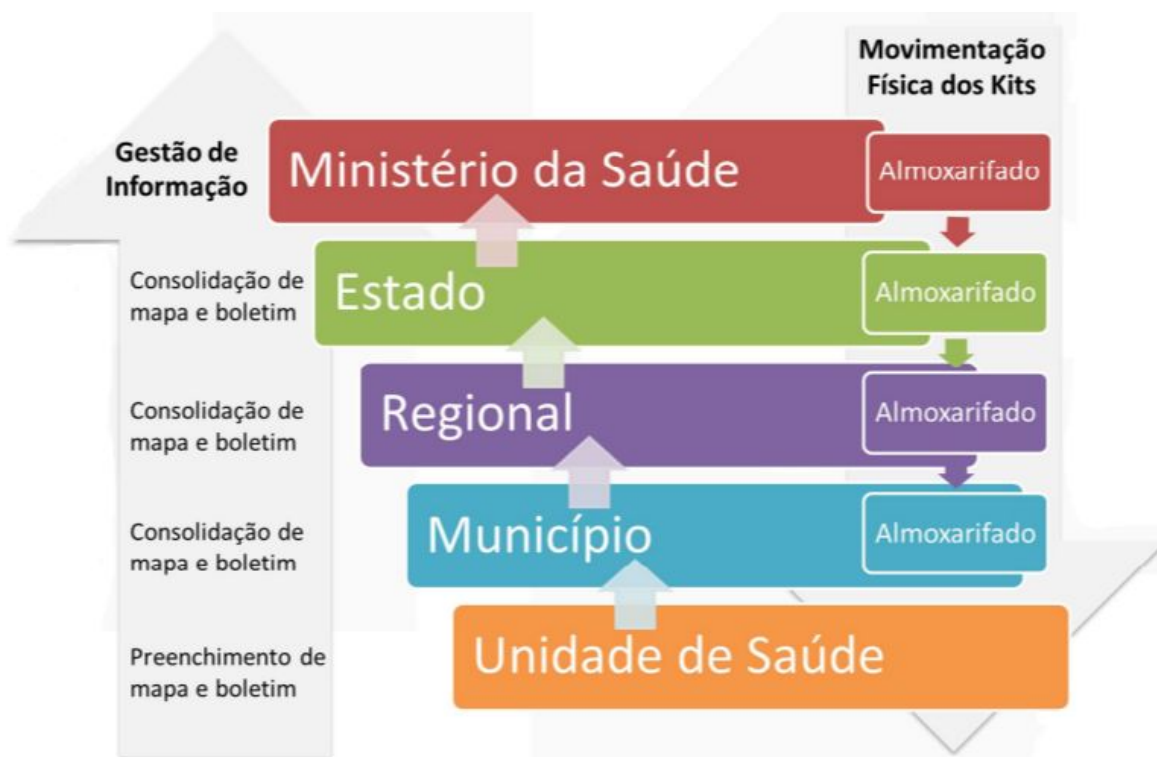 Movimentação
Física dos Kits
Gestão de
Informação
Ministério da Saúde
Almoxarifado
Consolidação de
mapa e boletim
Estado
Almoxarifado
Consolidação de
mapa e boletim
Regional
Almoxarifado
Consolidação de
mapa e boletim
Município
Almoxarifado
Preenchimento de
mapa e boletim
Unidade de Saúde